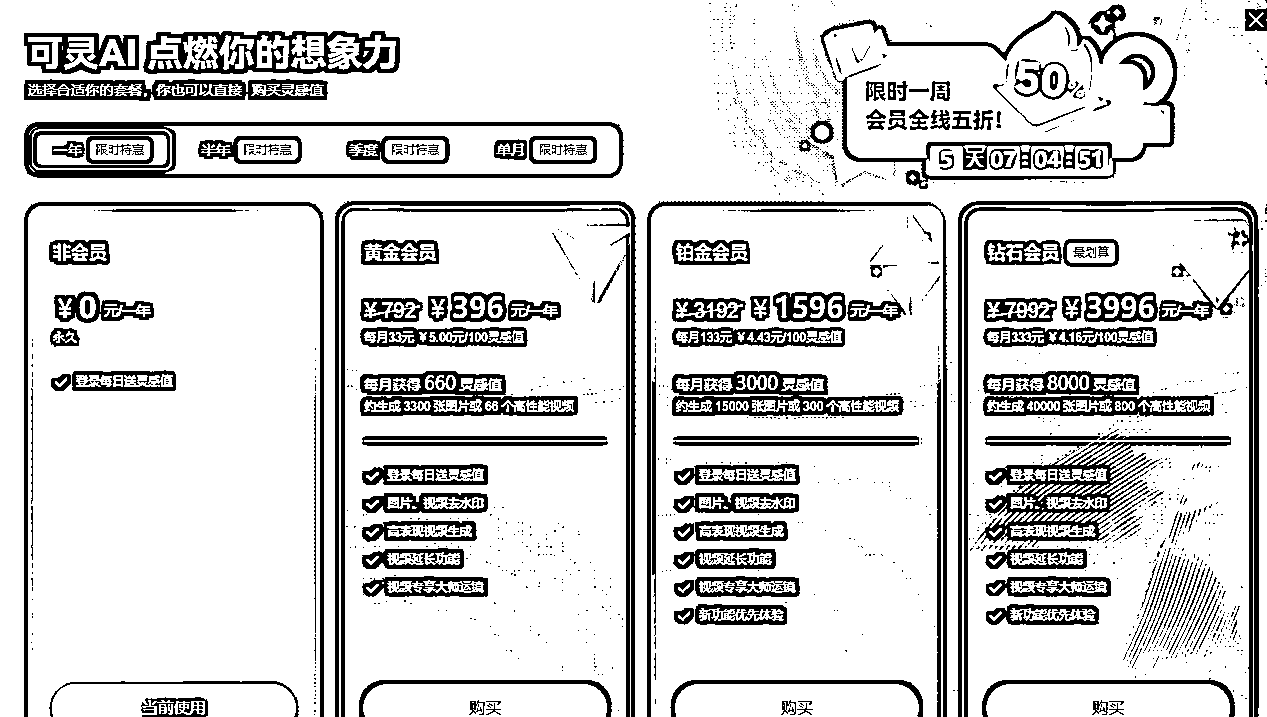 可灵AI 点燃你的想象力
选择合适你的套餐，你也可以直接 购买灵感值
限时一周
会员全线五折!
50%
5 天 07:04:51
一年 限时特惠
半年 限时特惠
季度 限时特惠
单月 限时特惠
非会员
¥0 元/一年
永久
登录每日送灵感值
当前使用
黄金会员
¥792 ¥396 元/一年
每月33元 ¥5.00元/100灵感值
每月获得 660 灵感值
约生成 3300 张图片或 66 个高性能视频
登录每日送灵感值
图片、视频去水印
高表现视频生成
视频延长功能
视频专享大师运镜
购买
铂金会员
¥3192 ¥1596 元/一年
每月133元 ¥4.43元/100灵感值
每月获得 3000 灵感值
约生成 15000 张图片或 300 个高性能视频
登录每日送灵感值
图片、视频去水印
高表现视频生成
视频延长功能
视频专享大师运镜
新功能优先体验
购买
钻石会员 最划算
¥7992 ¥3996 元/一年
每月333元 ¥4.16元/100灵感值
每月获得 8000 灵感值
约生成 40000 张图片或 800 个高性能视频
登录每日送灵感值
图片、视频去水印
高表现视频生成
视频延长功能
视频专享大师运镜
新功能优先体验
购买